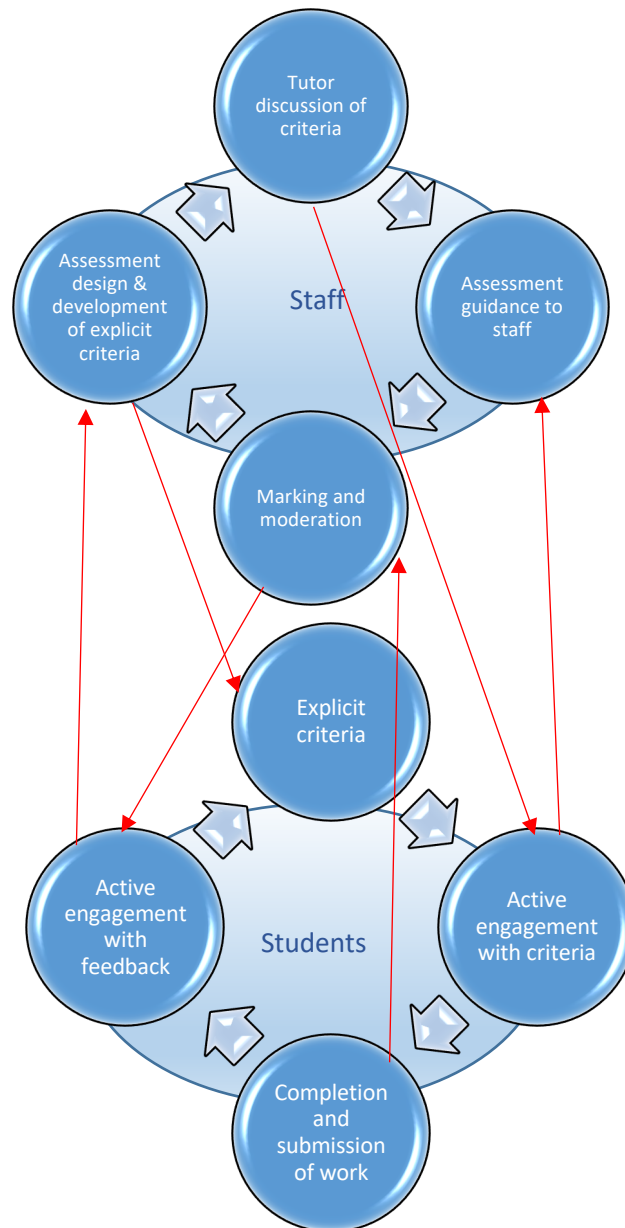 Tutor
discussion of
criteria
Assessment
design &
development
of explicit
criteria
Staff
Assessment
guidance to
staff
Marking and
moderation
Explicit
criteria
Active
engagement
with
feedback
Students
Active
engagement
with criteria
Completion
and
submission
of work